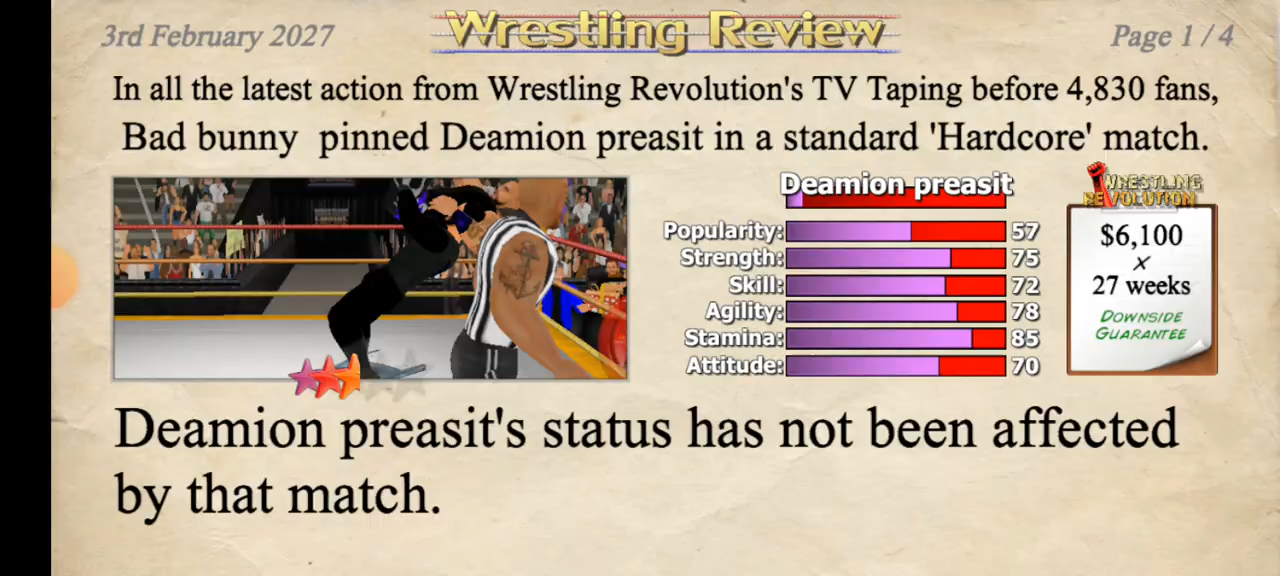 3rd February 2027
Wrestling Review
Page 1 / 4
In all the latest action from Wrestling Revolution's TV Taping before 4,830 fans,
Bad bunny pinned Deamion preasit in a standard 'Hardcore' match.
Deamion preasit
WRESTLING
REVOLUTION
Popularity: 57
Strength: 75
Skill: 72
Agility: 78
Stamina: 85
Attitude: 70
$6,100
x
27 weeks
DOWNSIDE
GUARANTEE
Deamion preasit's status has not been affected
by that match.